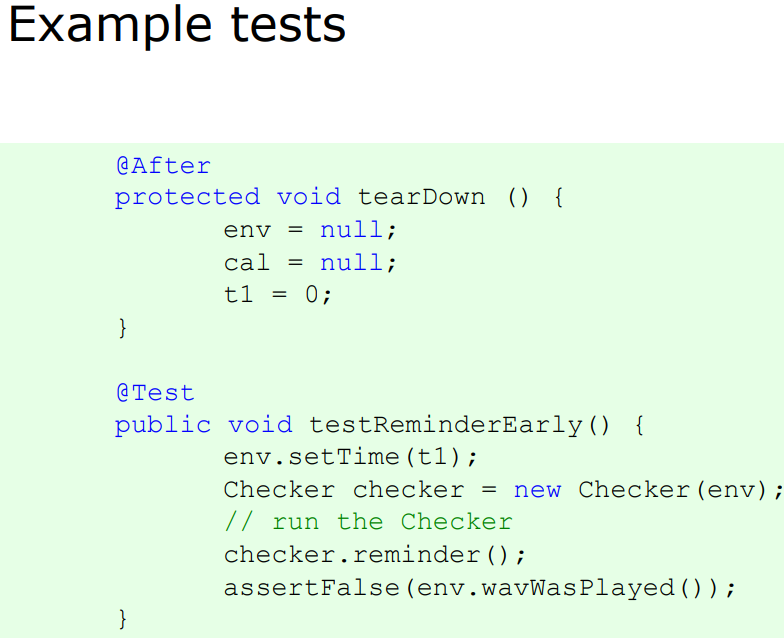 Example tests
@After
protected void tearDown () {
env = null;
cal = null;
t1 = 0;
}
@Test
public void testReminderEarly() {
env.setTime(t1);
Checker checker = new Checker(env);
// run the Checker
checker.reminder();
assertFalse(env.wavWasPlayed());
}